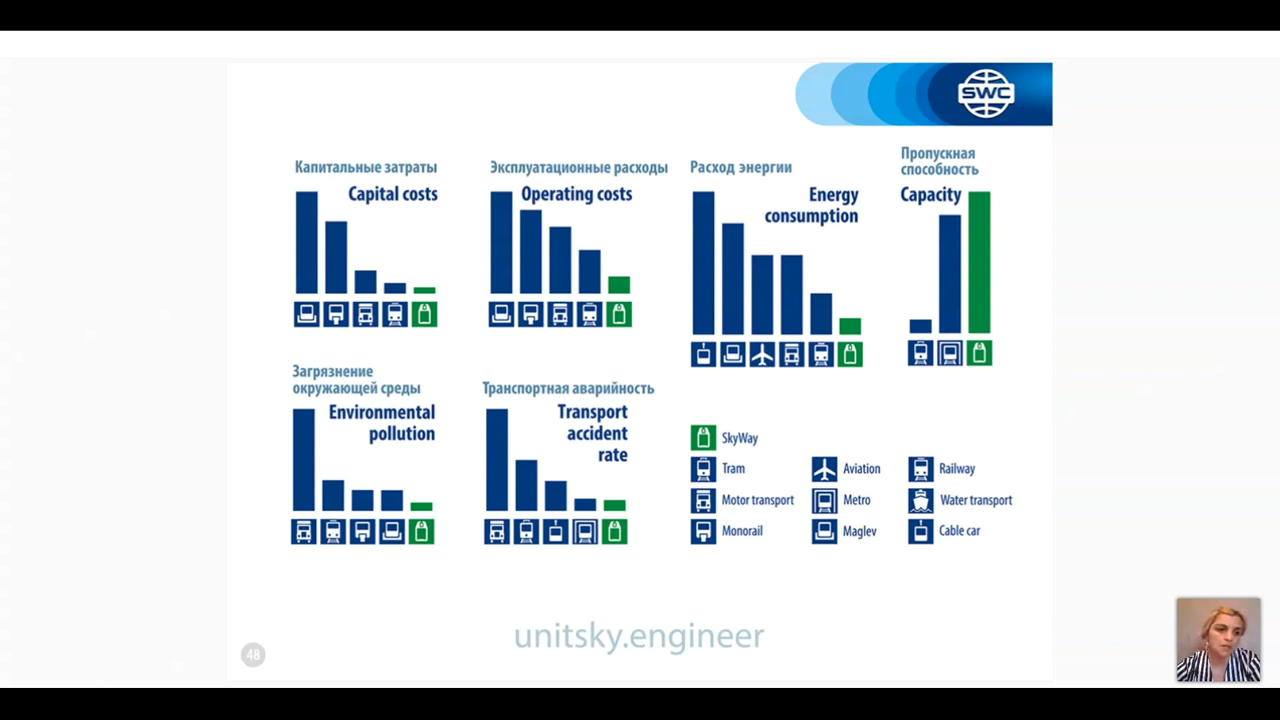 SWC
Капитальные затраты
Capital costs
Эксплуатационные расходы
Operating costs
Расход энергии
Energy
consumption
Пропускная
способность
Capacity
Загрязнение
окружающей среды
Environmental
pollution
Транспортная аварийность
Transport
accident
rate
SkyWay
Tram
Aviation
Railway
Motor transport
Metro
Water transport
Monorail
Maglev
Cable car
unitsky.engineer
48